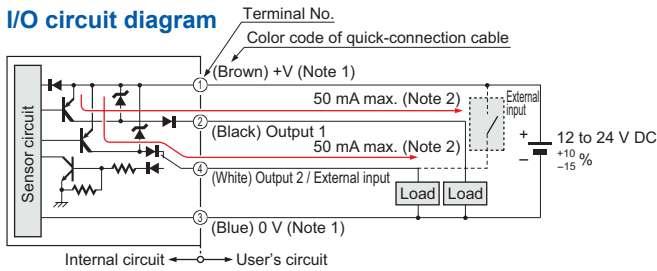 I/O circuit diagram
Terminal No.
Color code of quick-connection cable
1
(Brown) +V (Note 1)
50 mA max. (Note 2)
External
input
2
(Black) Output 1
50 mA max. (Note 2)
+
12 to 24 V DC
+10
−15 %
−
Sensor circuit
4
(White) Output 2 / External input
Load
Load
3
(Blue) 0 V (Note 1)
Internal circuit
User's circuit